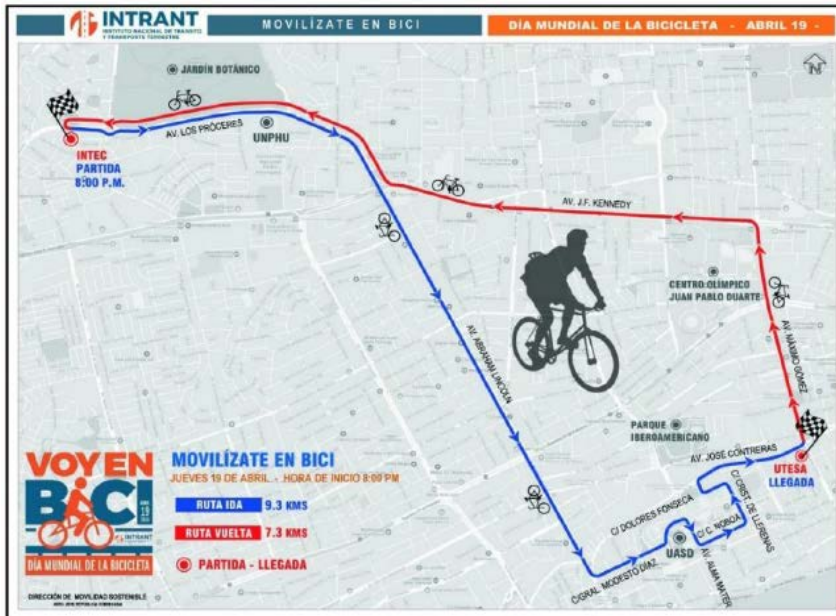 INTRANT
INSTITUTO NACIONAL DE TRÁNSITO
Y TRANSPORTE TERRESTRE
MOVILÍZATE EN BICI
DÍA MUNDIAL DE LA BICICLETA - ABRIL 19 -
N
JARDÍN BOTÁNICO
AV. LOS PRÓCERES
UNPHU
INTEC
PARTIDA
8:00 P.M.
AV. J.F. KENNEDY
CENTRO OLÍMPICO
JUAN PABLO DUARTE
AV. MÁXIMO GÓMEZ
AV. ABRAHAM LINCOLN
PARQUE
IBEROAMERICANO
AV. JOSÉ CONTRERAS
UTESA
LLEGADA
C/ CRIST. DE LLERENAS
C/ DOLORES FONSECA
C/ C. NOBOA
UASD
AV. ALMA MATER
C/GRAL. MODESTO DÍAZ
VOY EN
BICI
ABRIL
19
INTRANT
DÍA MUNDIAL DE LA BICICLETA
DIRECCIÓN DE MOVILIDAD SOSTENIBLE
MOVILÍZATE EN BICI
JUEVES 19 DE ABRIL - HORA DE INICIO 8:00 PM
RUTA IDA 9.3 KMS
RUTA VUELTA 7.3 KMS
PARTIDA - LLEGADA